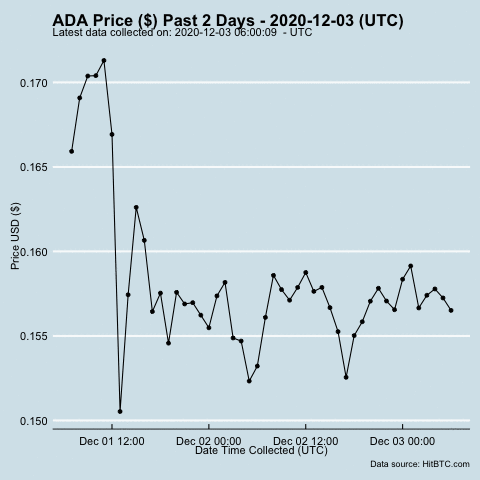 ADA Price ($) Past 2 Days - 2020-12-03 (UTC)
Latest data collected on: 2020-12-03 06:00:09 - UTC
0.170
0.165
0.160
0.155
0.150
Price USD ($)
Dec 01 12:00 Dec 02 00:00 Dec 02 12:00 Dec 03 00:00
Date Time Collected (UTC)
Data source: HitBTC.com